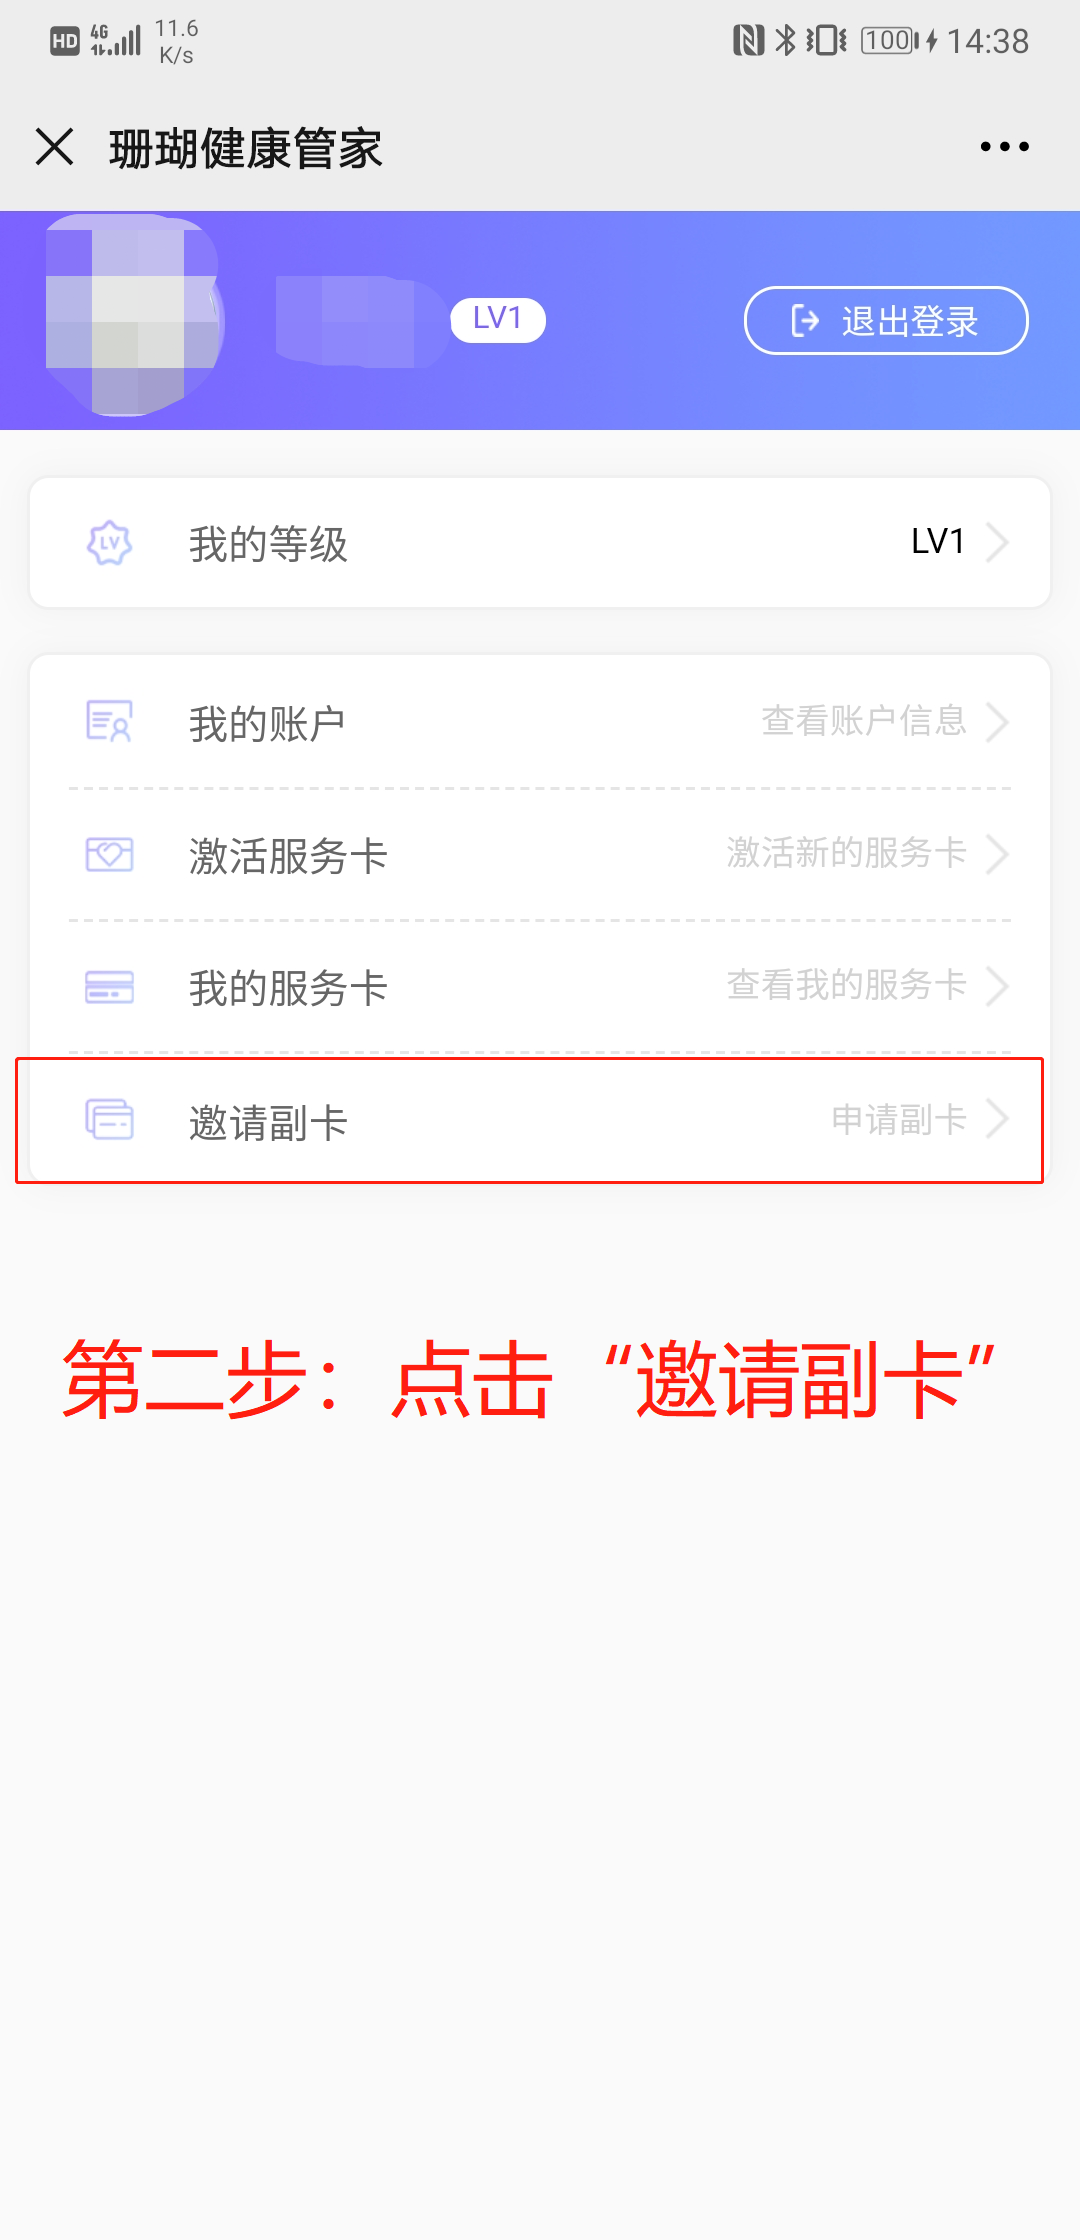 HD 4G 11.6 K/s 100 14:38
珊瑚健康管家
LV1 退出登录
LV
我的等级 LV1
我的账户 查看账户信息
激活服务卡 激活新的服务卡
我的服务卡 查看我的服务卡
邀请副卡 申请副卡
第二步：点击“邀请副卡”